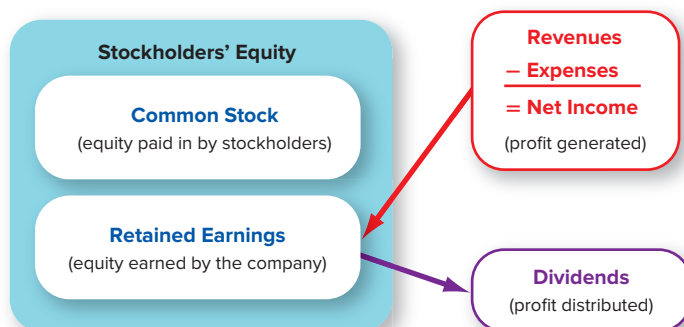 Stockholders’ Equity
Common Stock
(equity paid in by stockholders)
Retained Earnings
(equity earned by the company)
Revenues
− Expenses
= Net Income
(profit generated)
Dividends
(profit distributed)